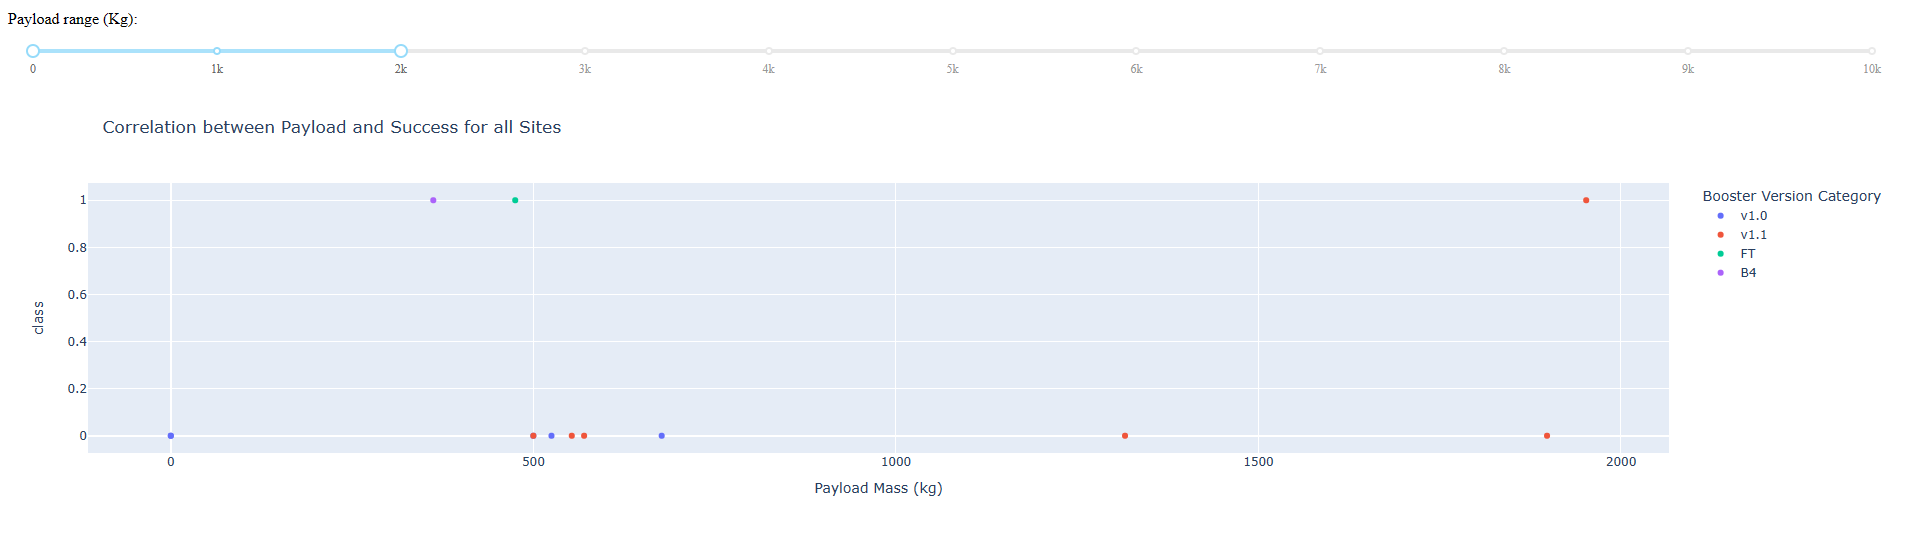 Payload range (Kg):
0 1k 2k 3k 4k 5k 6k 7k 8k 9k 10k
Correlation between Payload and Success for all Sites
Booster Version Category
v1.0
v1.1
FT
B4
class
1
0.8
0.6
0.4
0.2
0
0 500 1000 1500 2000
Payload Mass (kg)